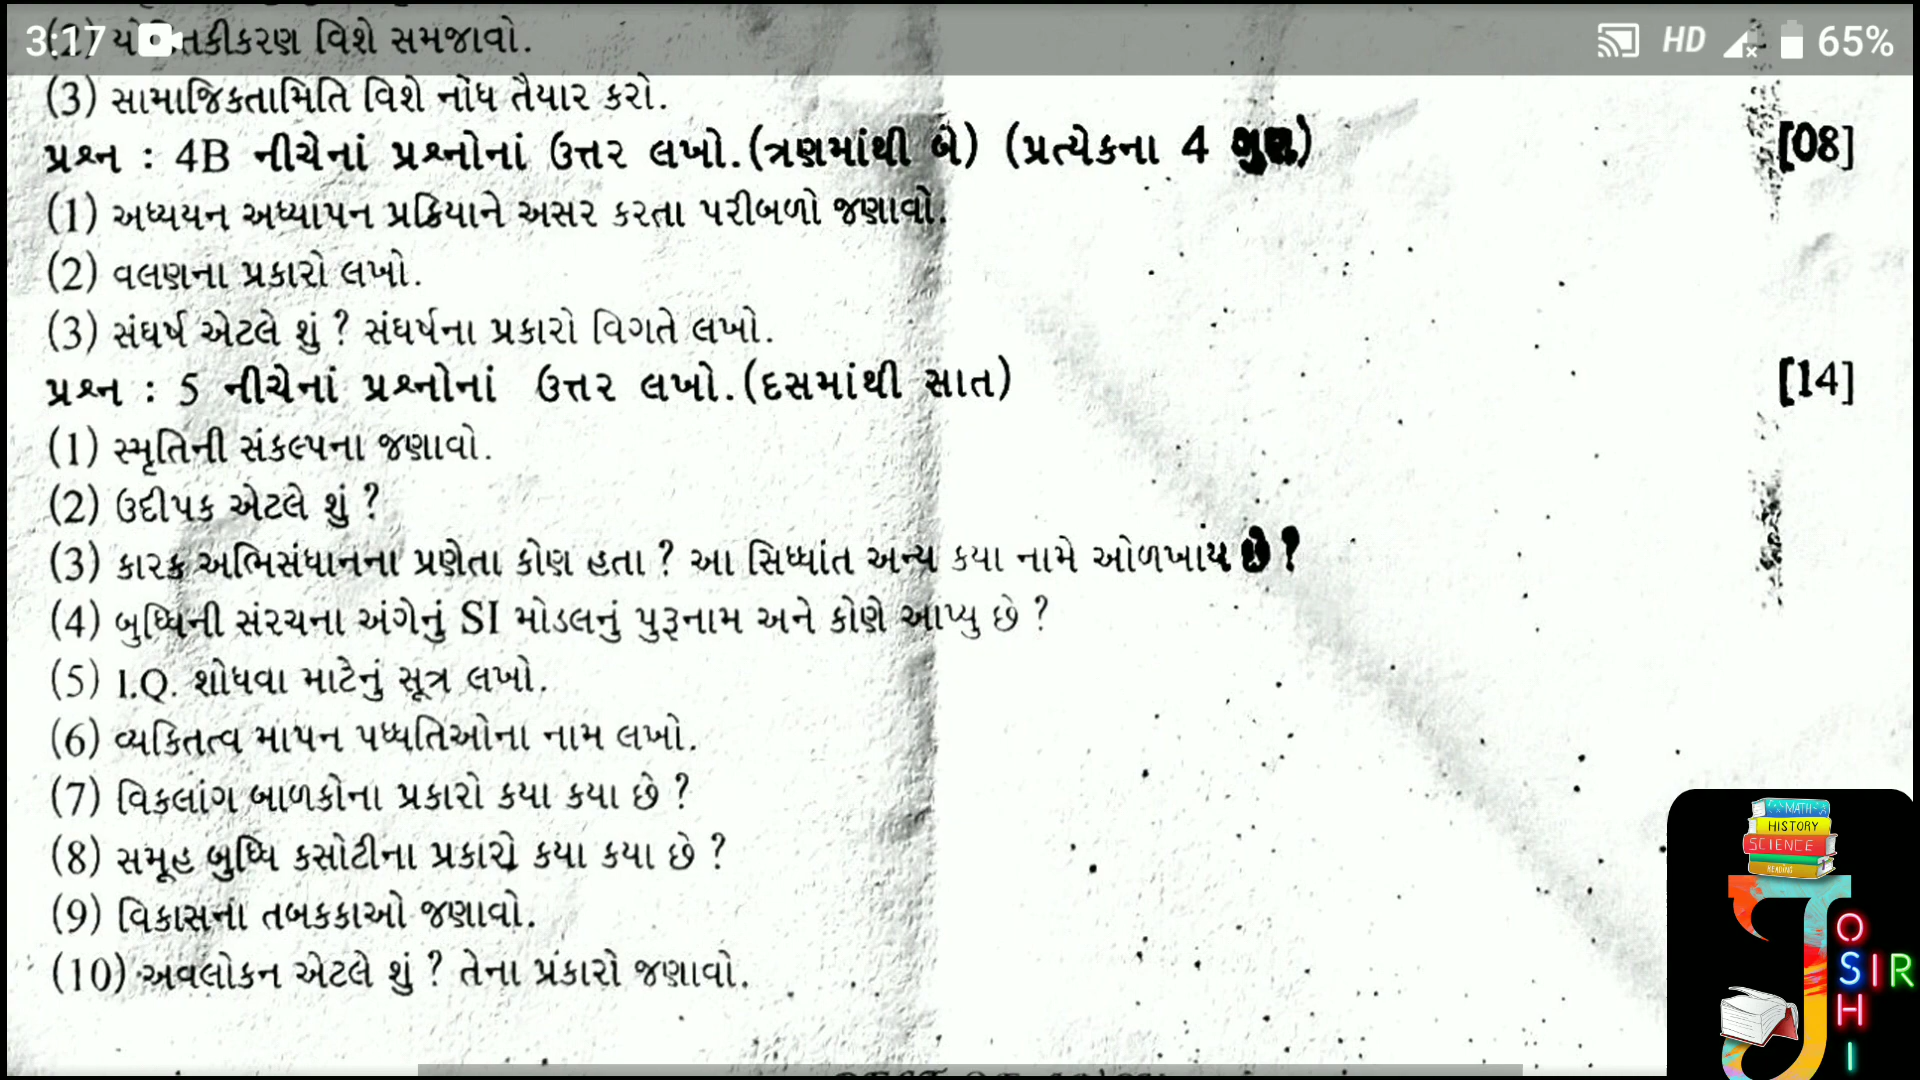 3:17 HD 65%
વિશે સમજાવો.
(3) સામાજિકતામિતિ વિશે નોંધ તૈયાર કરો.
પ્રશ્ન : 4B નીચેનાં પ્રશ્નોનાં ઉત્તર લખો.(ત્રણમાંથી બે) (પ્રત્યેકના 4 ગુણ) [08]
(1) અધ્યયન અધ્યાપન પ્રક્રિયાને અસર કરતા પરીબળો જણાવો.
(2) વલણના પ્રકારો લખો.
(3) સંઘર્ષ એટલે શું ? સંઘર્ષના પ્રકારો વિગતે લખો.
પ્રશ્ન : 5 નીચેનાં પ્રશ્નોનાં ઉત્તર લખો.(દસમાંથી સાત) [14]
(1) સ્મૃતિની સંકલ્પના જણાવો.
(2) ઉદીપક એટલે શું ?
(3) કારક અભિસંધાનના પ્રણેતા કોણ હતા ? આ સિધ્ધાંત અન્ય કયા નામે ઓળખાય છે ?
(4) બુધ્ધિની સંરચના અંગેનું SI મોડલનું પુરૂનામ અને કોણે આપ્યુ છે ?
(5) I.Q. શોધવા માટેનું સૂત્ર લખો.
(6) વ્યકિતત્વ માપન પધ્ધતિઓના નામ લખો.
(7) વિકલાંગ બાળકોના પ્રકારો કયા કયા છે ?
(8) સમૂહ બુધ્ધિ કસોટીના પ્રકારો કયા કયા છે ?
(9) વિકાસના તબકકાઓ જણાવો.
(10) અવલોકન એટલે શું ? તેના પ્રકારો જણાવો.
MATH
HISTORY
SCIENCE
READING
JOSHI
SIR